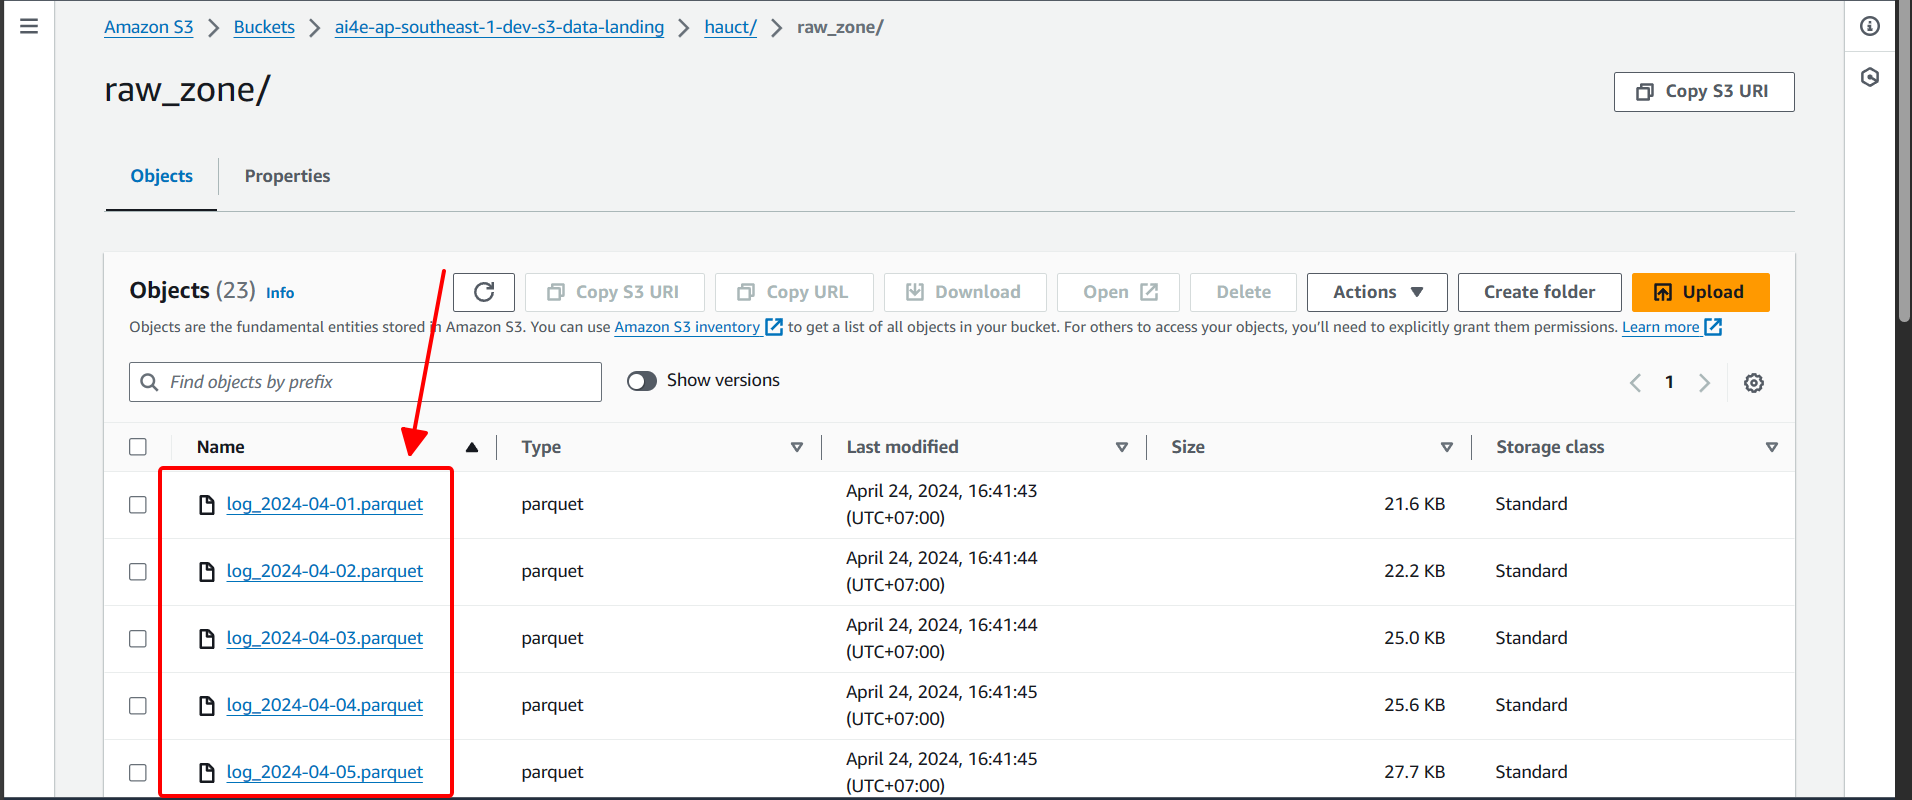 Amazon S3 > Buckets > ai4e-ap-southeast-1-dev-s3-data-landing > hauct/ > raw_zone/
raw_zone/
Copy S3 URI
Objects Properties
Objects (23) Info Copy S3 URI Copy URL Download Open Delete Actions Create folder Upload
Objects are the fundamental entities stored in Amazon S3. You can use Amazon S3 inventory to get a list of all objects in your bucket. For others to access your objects, you'll need to explicitly grant them permissions. Learn more
Find objects by prefix Show versions 1
Name Type Last modified Size Storage class
log_2024-04-01.parquet parquet April 24, 2024, 16:41:43 (UTC+07:00) 21.6 KB Standard
log_2024-04-02.parquet parquet April 24, 2024, 16:41:44 (UTC+07:00) 22.2 KB Standard
log_2024-04-03.parquet parquet April 24, 2024, 16:41:44 (UTC+07:00) 25.0 KB Standard
log_2024-04-04.parquet parquet April 24, 2024, 16:41:45 (UTC+07:00) 25.6 KB Standard
log_2024-04-05.parquet parquet April 24, 2024, 16:41:45 (UTC+07:00) 27.7 KB Standard